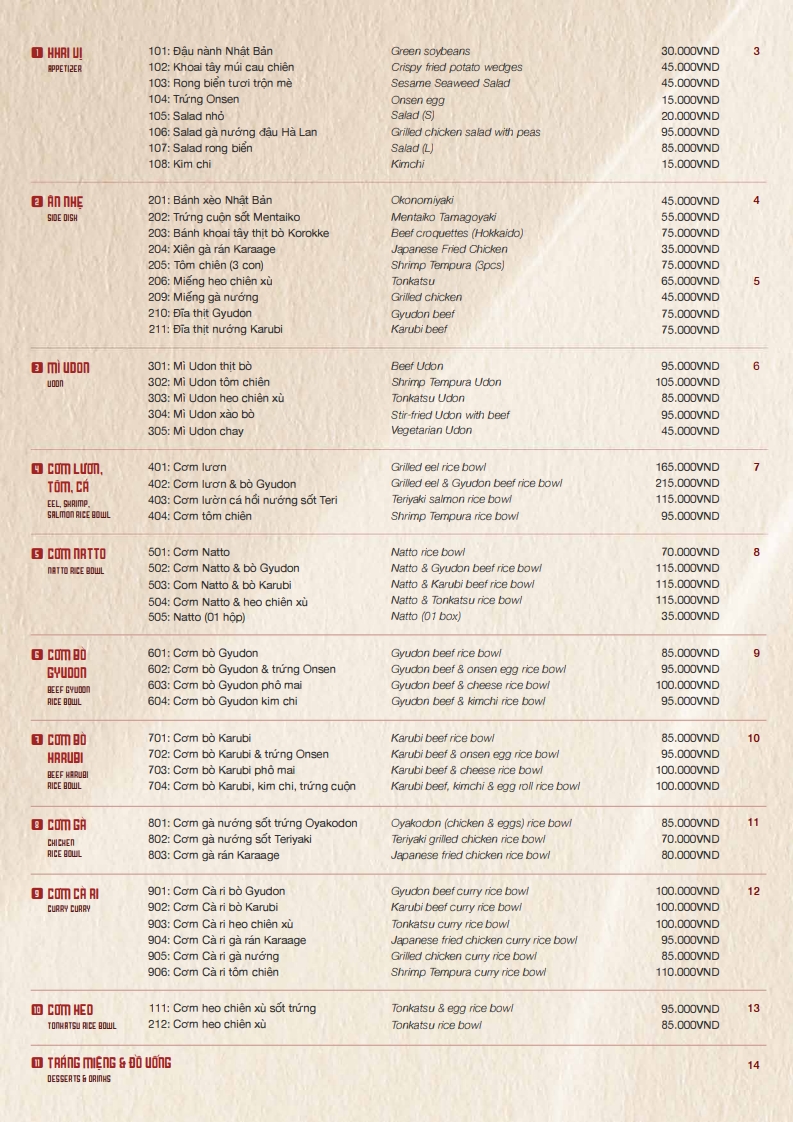 1 KHAI VỊ 101: Đậu nành Nhật Bản Green soybeans 30.000VND 3
APPETIZER 102: Khoai tây múi cau chiên Crispy fried potato wedges 45.000VND
103: Rong biển tươi trộn mè Sesame Seaweed Salad 45.000VND
104: Trứng Onsen Onsen egg 15.000VND
105: Salad nhỏ Salad (S) 20.000VND
106: Salad gà nướng đậu Hà Lan Grilled chicken salad with peas 95.000VND
107: Salad rong biển Salad (L) 85.000VND
108: Kim chi Kimchi 15.000VND
2 ĂN NHẸ 201: Bánh xèo Nhật Bản Okonomiyaki 45.000VND 4
SIDE DISH 202: Trứng cuộn sốt Mentaiko Mentaiko Tamagoyaki 55.000VND
203: Bánh khoai tây thịt bò Korokke Beef croquettes (Hokkaido) 75.000VND
204: Xiên gà rán Karaage Japanese Fried Chicken 35.000VND
205: Tôm chiên (3 con) Shrimp Tempura (3pcs) 75.000VND
206: Miếng heo chiên xù Tonkatsu 65.000VND 5
209: Miếng gà nướng Grilled chicken 45.000VND
210: Đĩa thịt Gyudon Gyudon beef 75.000VND
211: Đĩa thịt nướng Karubi Karubi beef 75.000VND
3 MÌ UDON 301: Mì Udon thịt bò Beef Udon 95.000VND 6
UDON 302: Mì Udon tôm chiên Shrimp Tempura Udon 105.000VND
303: Mì Udon heo chiên xù Tonkatsu Udon 85.000VND
304: Mì Udon xào bò Stir-fried Udon with beef 95.000VND
305: Mì Udon chay Vegetarian Udon 45.000VND
4 CƠM LƯƠN, 401: Cơm lươn Grilled eel rice bowl 165.000VND 7
TÔM, CÁ 402: Cơm lươn & bò Gyudon Grilled eel & Gyudon beef rice bowl 215.000VND
EEL, SHRIMP, 403: Cơm lườn cá hồi nướng sốt Teri Teriyaki salmon rice bowl 115.000VND
SALMON RICE BOWL 404: Cơm tôm chiên Shrimp Tempura rice bowl 95.000VND
5 CƠM NATTO 501: Cơm Natto Natto rice bowl 70.000VND 8
NATTO RICE BOWL 502: Cơm Natto & bò Gyudon Natto & Gyudon beef rice bowl 115.000VND
503: Cơm Natto & bò Karubi Natto & Karubi beef rice bowl 115.000VND
504: Cơm Natto & heo chiên xù Natto & Tonkatsu rice bowl 115.000VND
505: Natto (01 hộp) Natto (01 box) 35.000VND
6 CƠM BÒ 601: Cơm bò Gyudon Gyudon beef rice bowl 85.000VND 9
GYUDON 602: Cơm bò Gyudon & trứng Onsen Gyudon beef & onsen egg rice bowl 95.000VND
BEEF GYUDON 603: Cơm bò Gyudon phô mai Gyudon beef & cheese rice bowl 100.000VND
RICE BOWL 604: Cơm bò Gyudon kim chi Gyudon beef & kimchi rice bowl 95.000VND
7 CƠM BÒ 701: Cơm bò Karubi Karubi beef rice bowl 85.000VND 10
KARUBI 702: Cơm bò Karubi & trứng Onsen Karubi beef & onsen egg rice bowl 95.000VND
BEEF KARUBI 703: Cơm bò Karubi phô mai Karubi beef & cheese rice bowl 100.000VND
RICE BOWL 704: Cơm bò Karubi, kim chi, trứng cuộn Karubi beef, kimchi & egg roll rice bowl 100.000VND
8 CƠM GÀ 801: Cơm gà nướng sốt trứng Oyakodon Oyakodon (chicken & eggs) rice bowl 85.000VND 11
CHICKEN 802: Cơm gà nướng sốt Teriyaki Teriyaki grilled chicken rice bowl 70.000VND
RICE BOWL 803: Cơm gà rán Karaage Japanese fried chicken rice bowl 80.000VND
9 CƠM CÀ RI 901: Cơm Cà ri bò Gyudon Gyudon beef curry rice bowl 100.000VND 12
CURRY CURRY 902: Cơm Cà ri bò Karubi Karubi beef curry rice bowl 100.000VND
903: Cơm Cà ri heo chiên xù Tonkatsu curry rice bowl 100.000VND
904: Cơm Cà ri gà rán Karaage Japanese fried chicken curry rice bowl 95.000VND
905: Cơm Cà ri gà nướng Grilled chicken curry rice bowl 85.000VND
906: Cơm Cà ri tôm chiên Shrimp Tempura curry rice bowl 110.000VND
10 CƠM HEO 111: Cơm heo chiên xù sốt trứng Tonkatsu & egg rice bowl 95.000VND 13
TONKATSU RICE BOWL 212: Cơm heo chiên xù Tonkatsu rice bowl 85.000VND
11 TRÁNG MIỆNG & ĐỒ UỐNG 14
DESSERTS & DRINKS